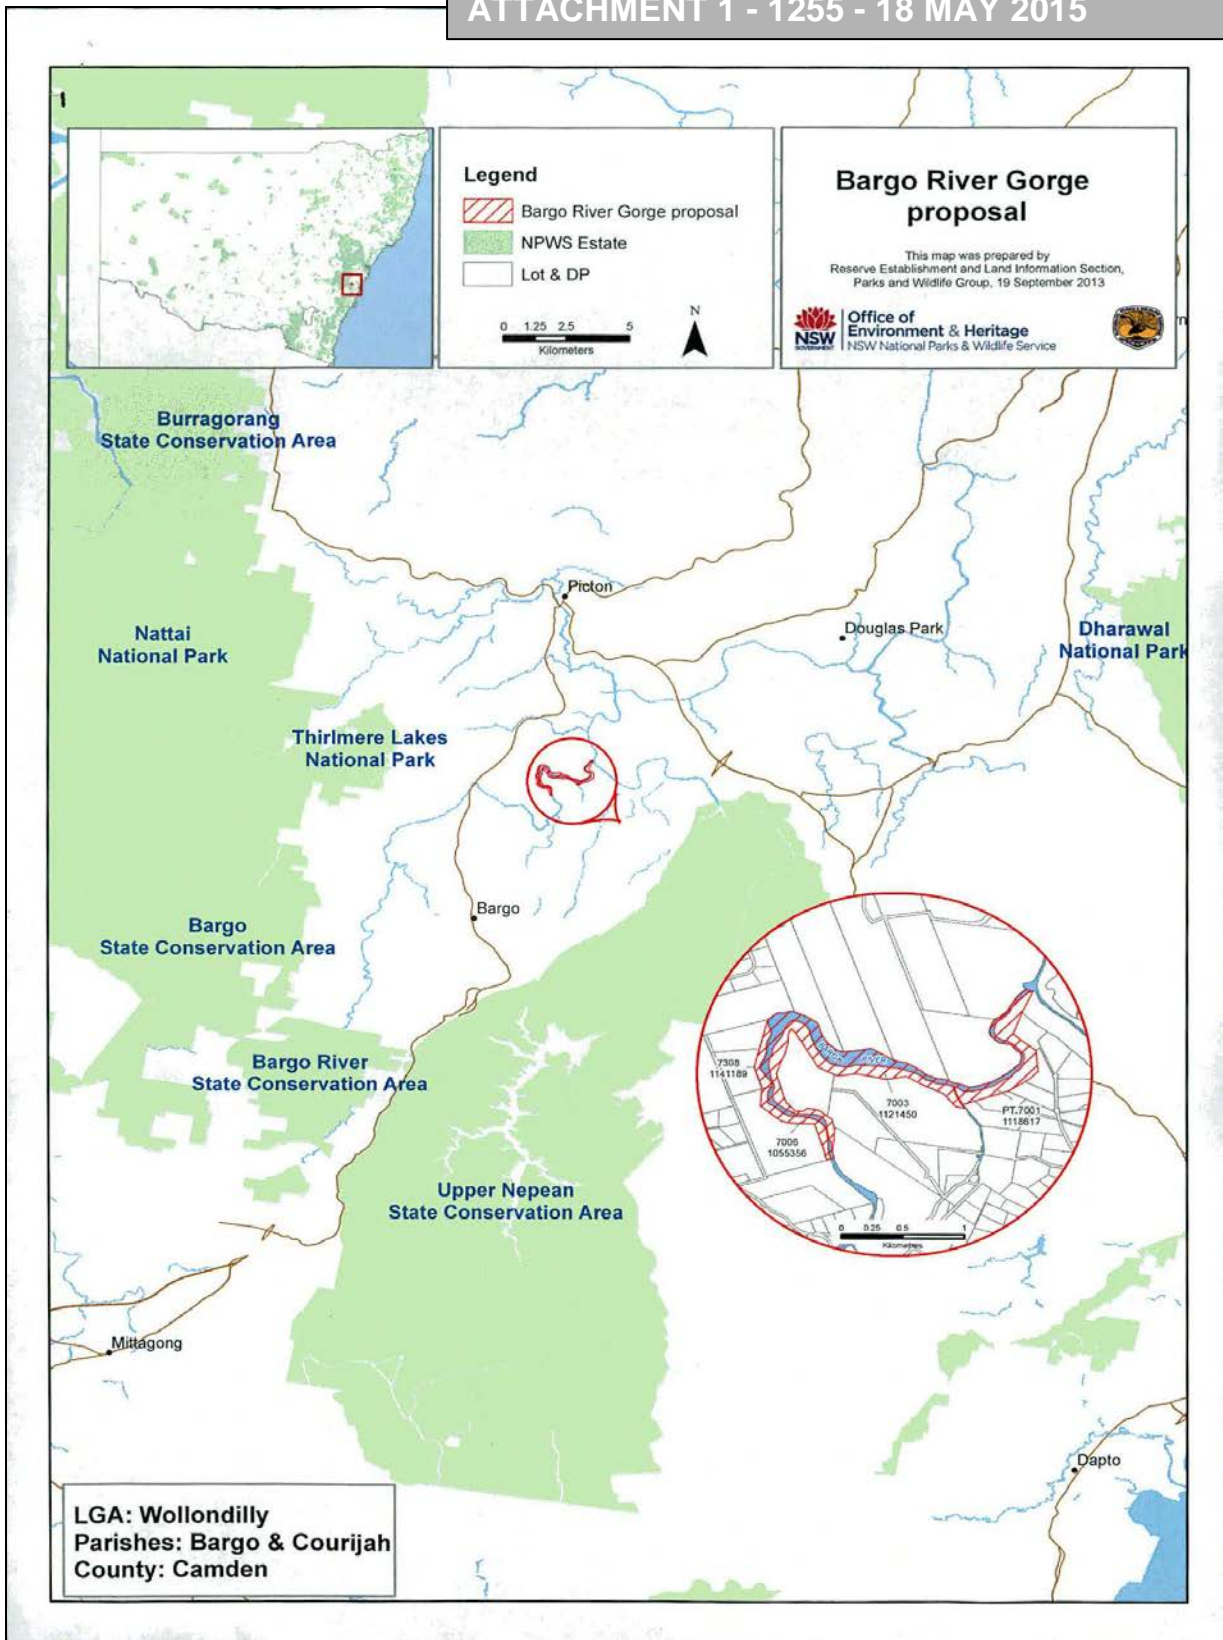 ATTACHMENT 1 - 1255 - 18 MAY 2015
Legend
Bargo River Gorge proposal
NPWS Estate
Lot & DP
0 1.25 2.5 5
Kilometers
N
Bargo River Gorge
proposal
This map was prepared by
Reserve Establishment and Land Information Section,
Parks and Wildlife Group, 19 September 2013
NSW
GOVERNMENT
Office of
Environment & Heritage
NSW National Parks & Wildlife Service
Burragorang
State Conservation Area
Picton
Nattai
National Park
Douglas Park
Dharawal
National Park
Thirlmere Lakes
National Park
Bargo
Bargo
State Conservation Area
Bargo River
State Conservation Area
BARGO RIVER
7308
1141189
7003
1121450
PT.7001
1118617
7006
1055356
0 0.25 0.5 1
Kilometres
Upper Nepean
State Conservation Area
Mittagong
Dapto
LGA: Wollondilly
Parishes: Bargo & Courijah
County: Camden